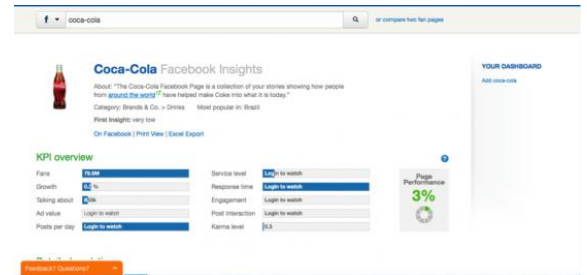 f coca-cola or compare two fan pages
Coca-Cola Facebook Insights
About: "The Coca-Cola Facebook Page is a collection of your stories showing how people
from around the world have helped make Coke into what it is today."
Category: Brands & Co. > Drinks Most popular in: Brazil
First Insight: very low
On Facebook | Print View | Excel Export
YOUR DASHBOARD
Add coca-cola
KPI overview
Fans
Growth
Talking about
Ad value Login to watch
Posts per day Login to watch
Service level Login to watch
Response time Login to watch
Engagement Login to watch
Post interaction Login to watch
Karma level 0.3
Page
Performance
3%
Feedback? Questions?